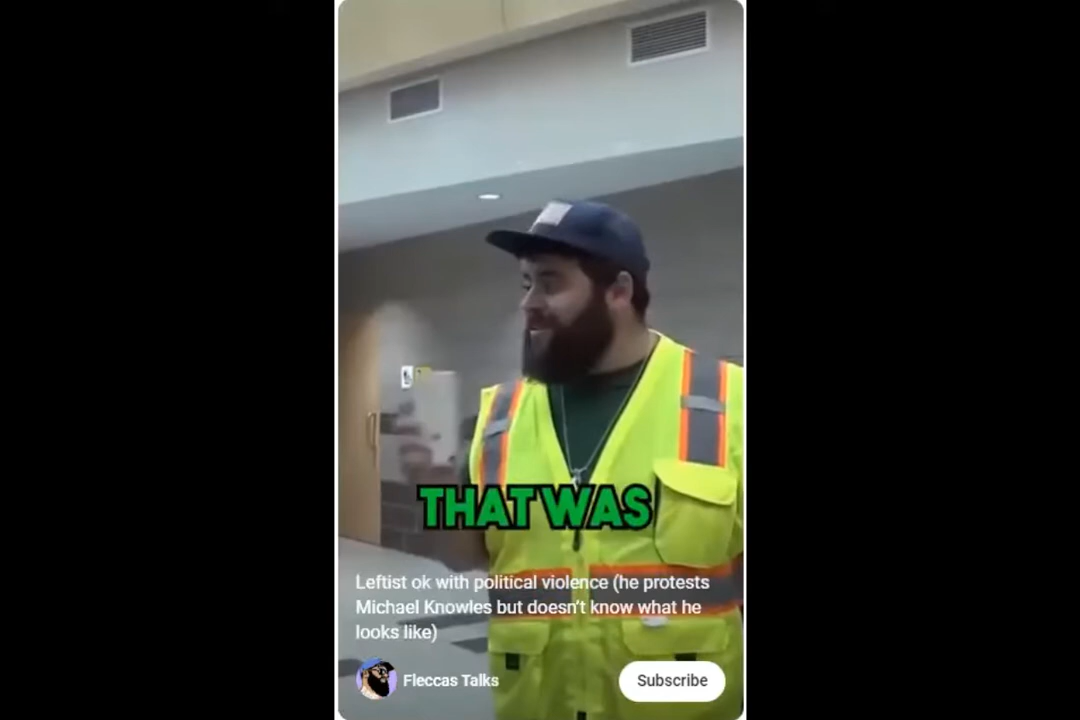 THAT WAS
Leftist ok with political violence (he protests
Michael Knowles but doesn't know what he
looks like)
Fleccas Talks
Subscribe